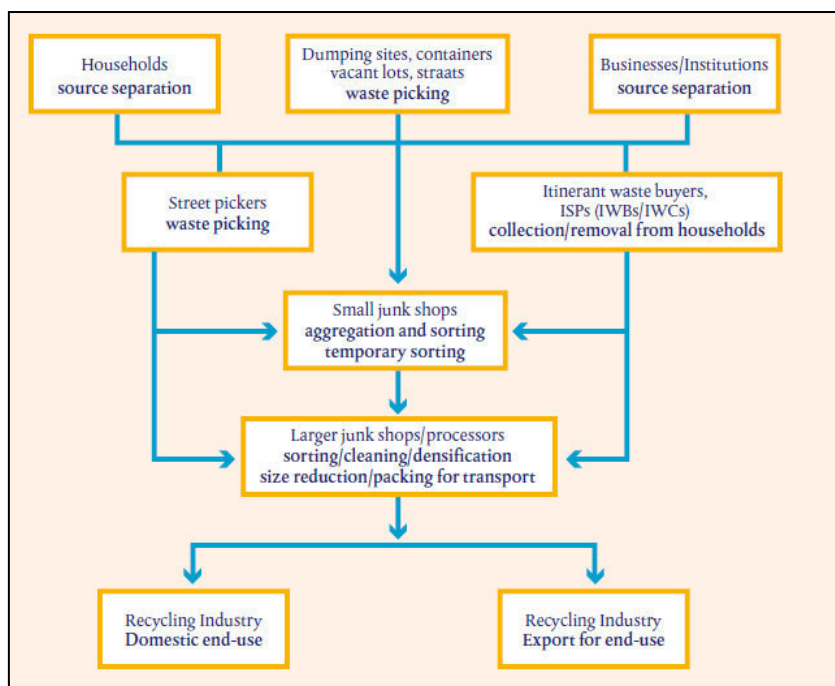 Households
source separation
Dumping sites, containers
vacant lots, straats
waste picking
Businesses/Institutions
source separation
Street pickers
waste picking
Itinerant waste buyers,
ISPs (IWBs/IWCs)
collection/removal from households
Small junk shops
aggregation and sorting
temporary sorting
Larger junk shops/processors
sorting/cleaning/densification
size reduction/packing for transport
Recycling Industry
Domestic end-use
Recycling Industry
Export for end-use